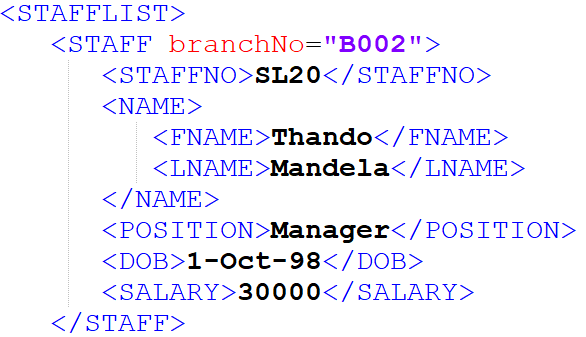 <STAFFLIST>
<STAFF branchNo="B002">
<STAFFNO>SL20</STAFFNO>
<NAME>
<FNAME>Thando</FNAME>
<LNAME>Mandela</LNAME>
</NAME>
<POSITION>Manager</POSITION>
<DOB>1-Oct-98</DOB>
<SALARY>30000</SALARY>
</STAFF>